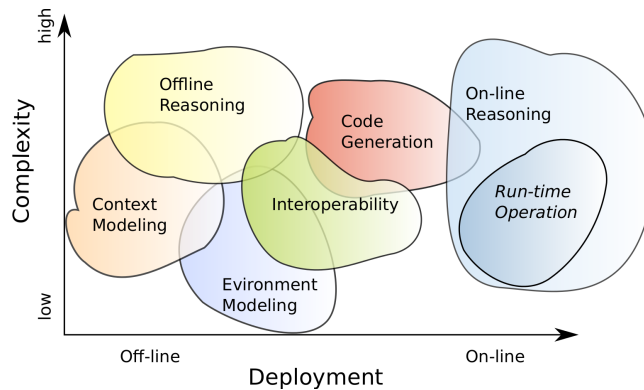 high
Complexity
low
Offline
Reasoning
Code
Generation
On-line
Reasoning
Context
Modeling
Interoperability
Run-time
Operation
Evironment
Modeling
Off-line
On-line
Deployment